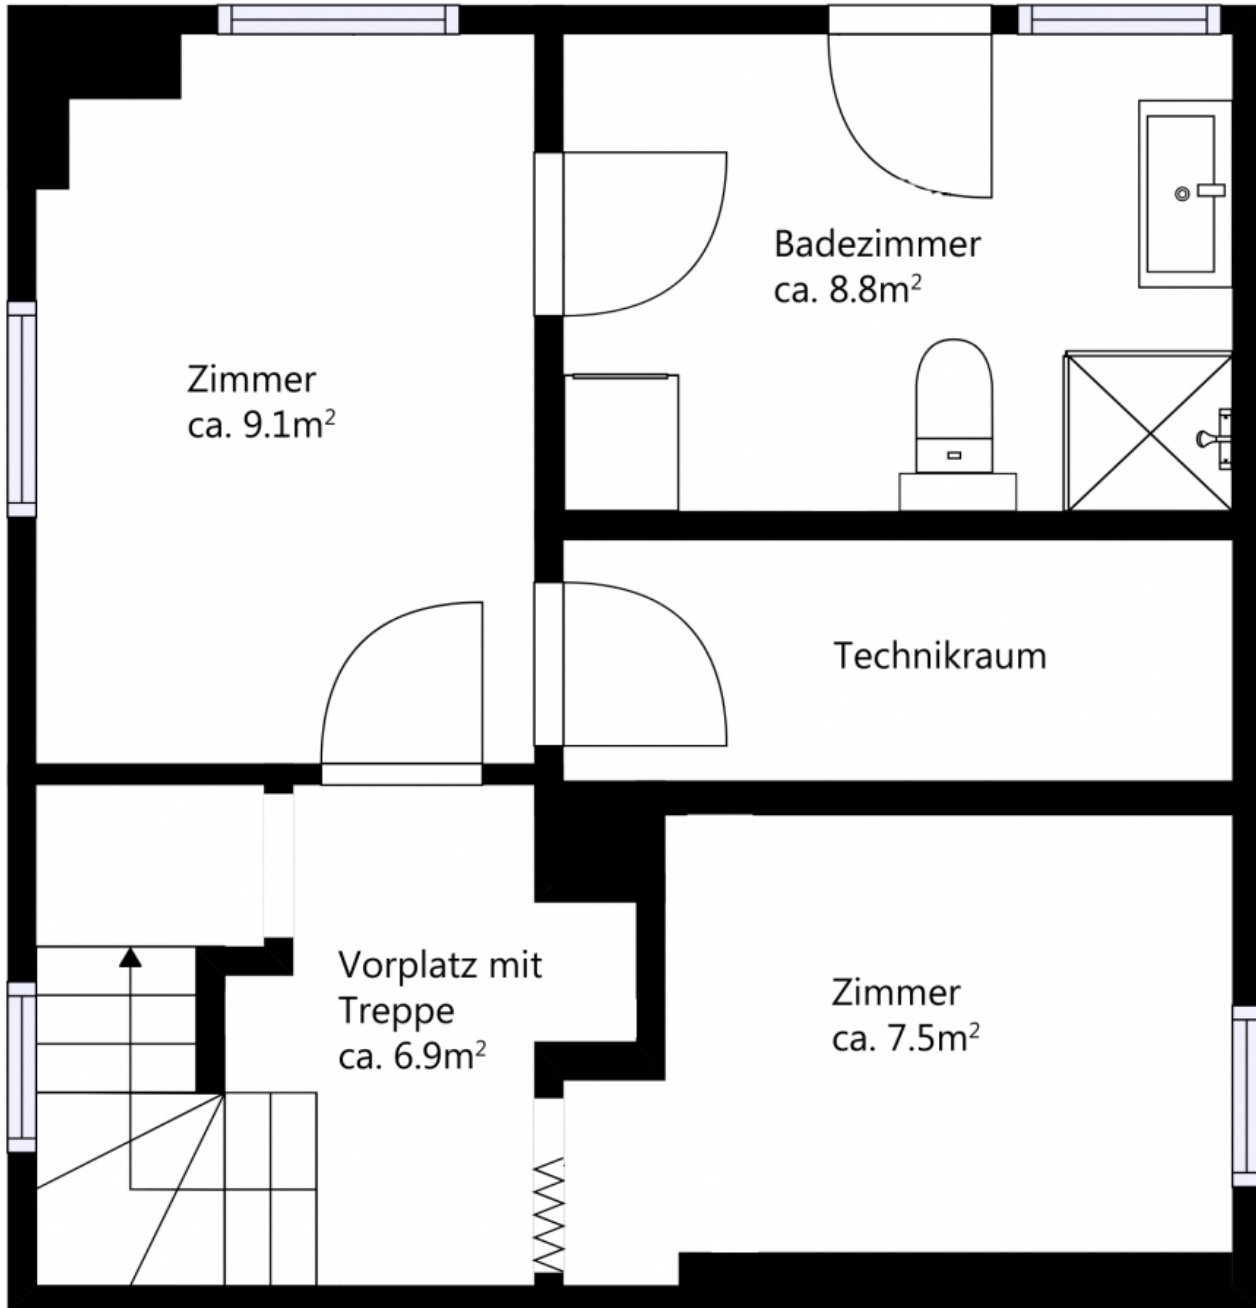 Badezimmer
ca. 8.8m²
Zimmer
ca. 9.1m²
Technikraum
Vorplatz mit
Treppe
ca. 6.9m²
Zimmer
ca. 7.5m²